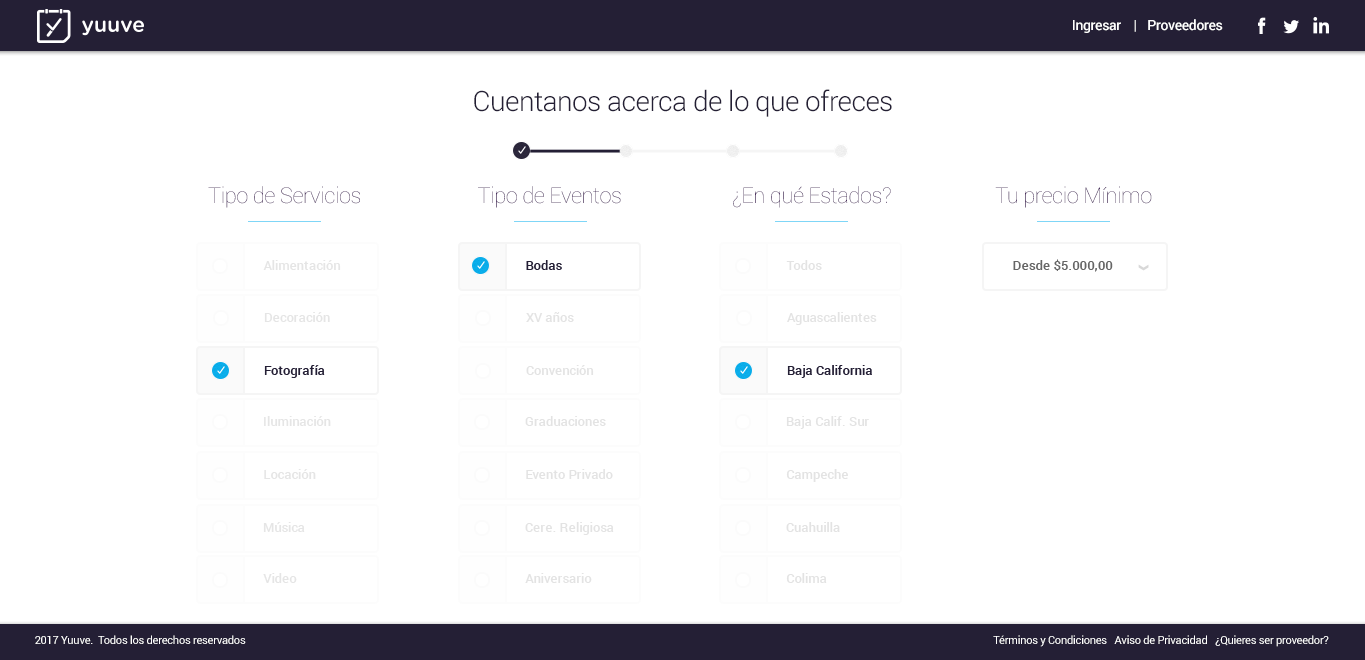 yuuve
Ingresar | Proveedores
Cuentanos acerca de lo que ofreces
Tipo de Servicios
Alimentación
Decoración
Fotografía
Iluminación
Locación
Música
Video
Tipo de Eventos
Bodas
XV años
Convención
Graduaciones
Evento Privado
Cere. Religiosa
Aniversario
¿En qué Estados?
Todos
Aguascalientes
Baja California
Baja Calif. Sur
Campeche
Cuahuilla
Colima
Tu precio Mínimo
Desde $5.000,00
2017 Yuuve. Todos los derechos reservados
Términos y Condiciones Aviso de Privacidad ¿Quieres ser proveedor?